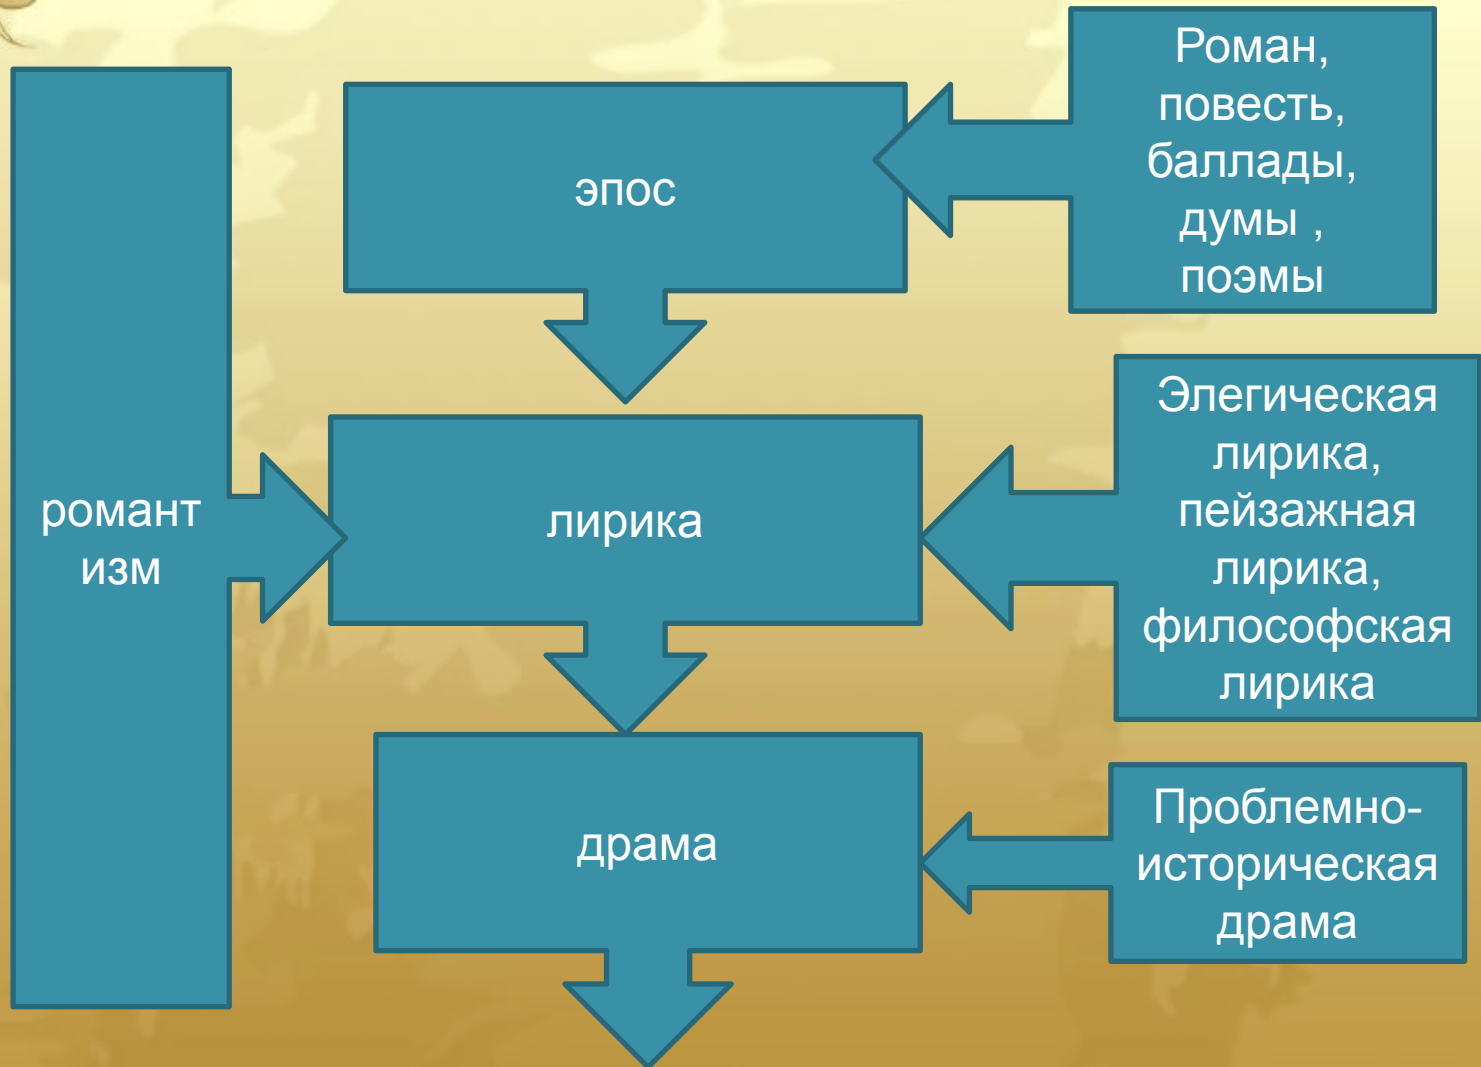 Роман,
повесть,
баллады,
думы ,
поэмы
эпос
Элегическая
лирика,
пейзажная
лирика,
философская
лирика
романт
изм
лирика
Проблемно-
историческая
драма
драма